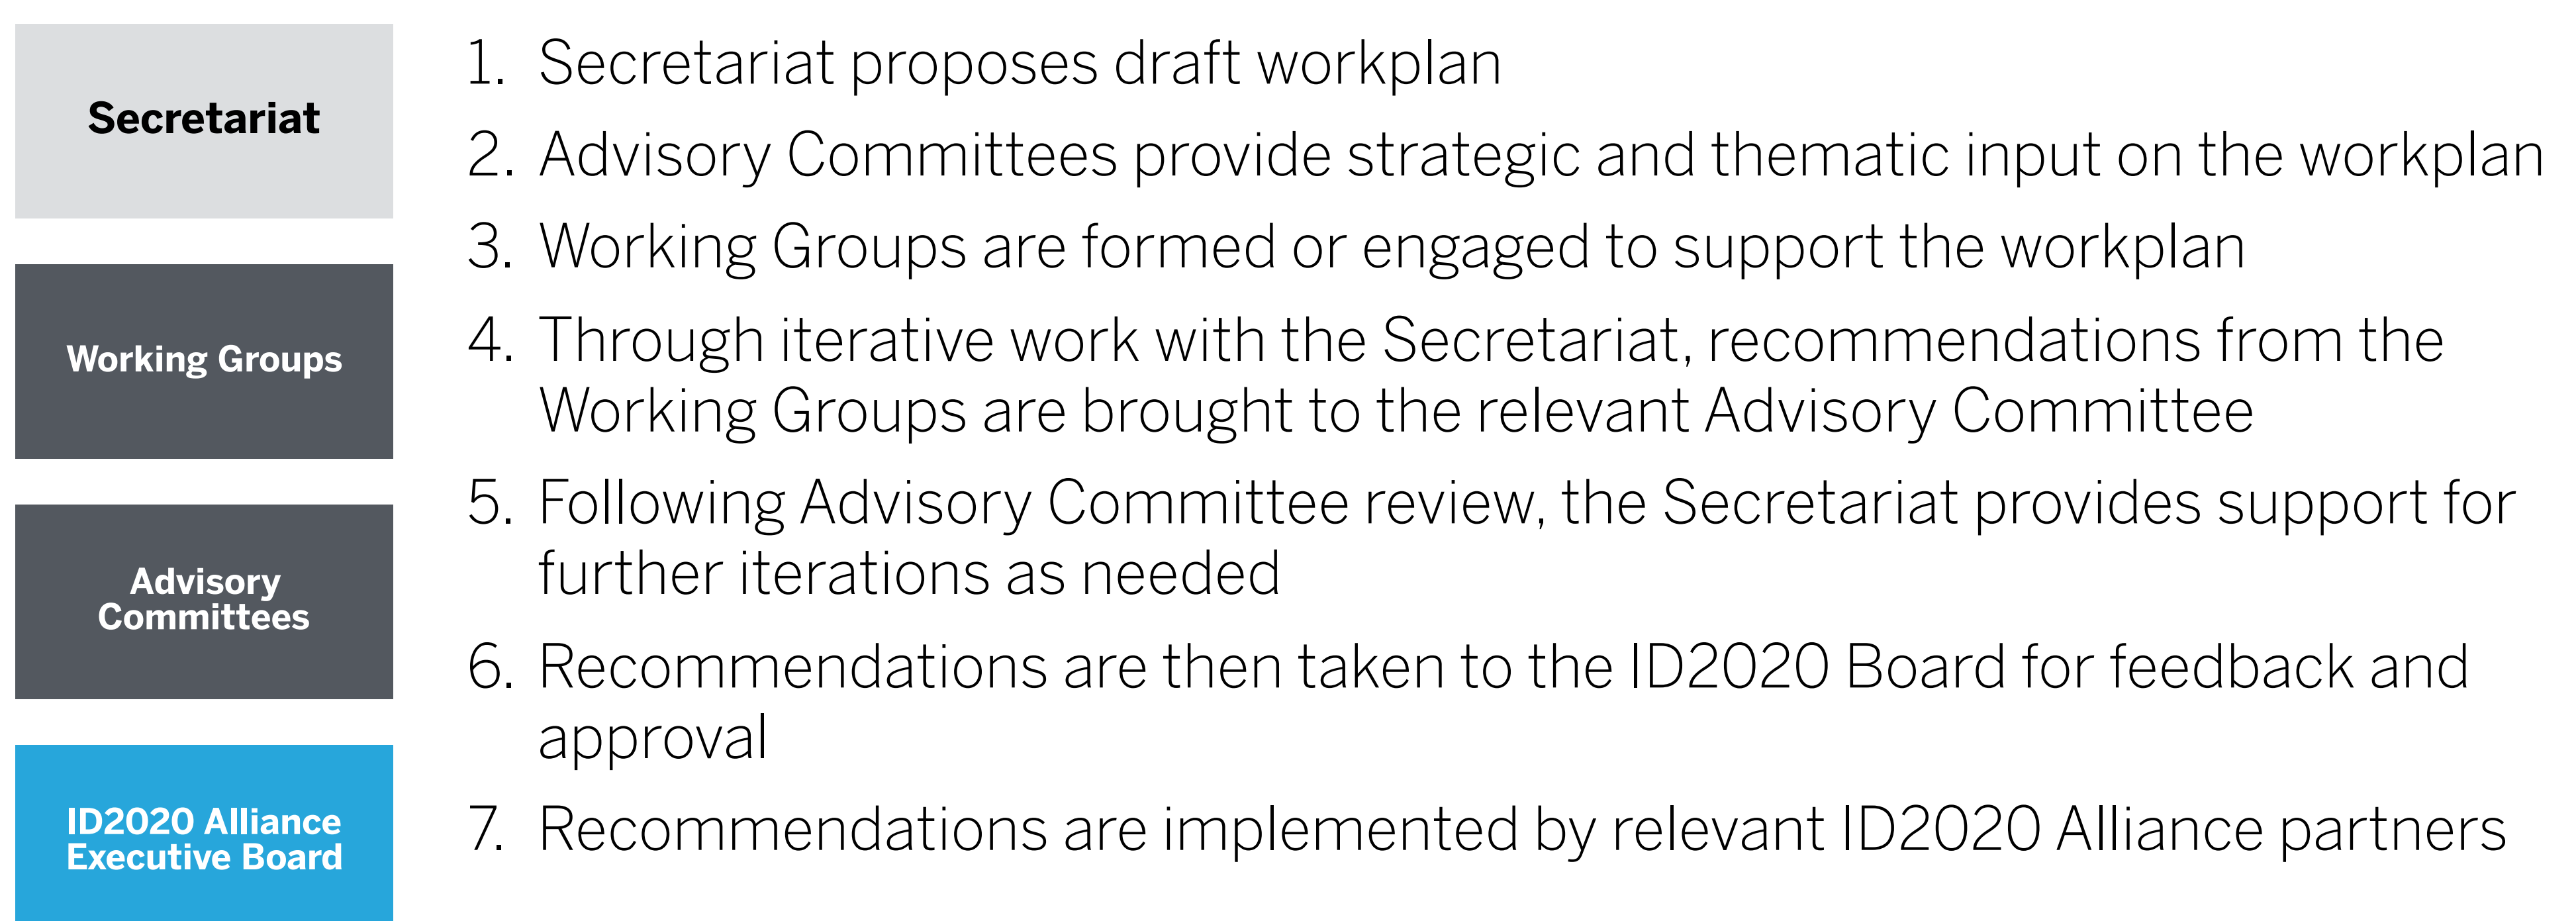 Secretariat
Working Groups
Advisory
Committees
ID2020 Alliance
Executive Board
1. Secretariat proposes draft workplan
2. Advisory Committees provide strategic and thematic input on the workplan
3. Working Groups are formed or engaged to support the workplan
4. Through iterative work with the Secretariat, recommendations from the
Working Groups are brought to the relevant Advisory Committee
5. Following Advisory Committee review, the Secretariat provides support for
further iterations as needed
6. Recommendations are then taken to the ID2020 Board for feedback and
approval
7. Recommendations are implemented by relevant ID2020 Alliance partners